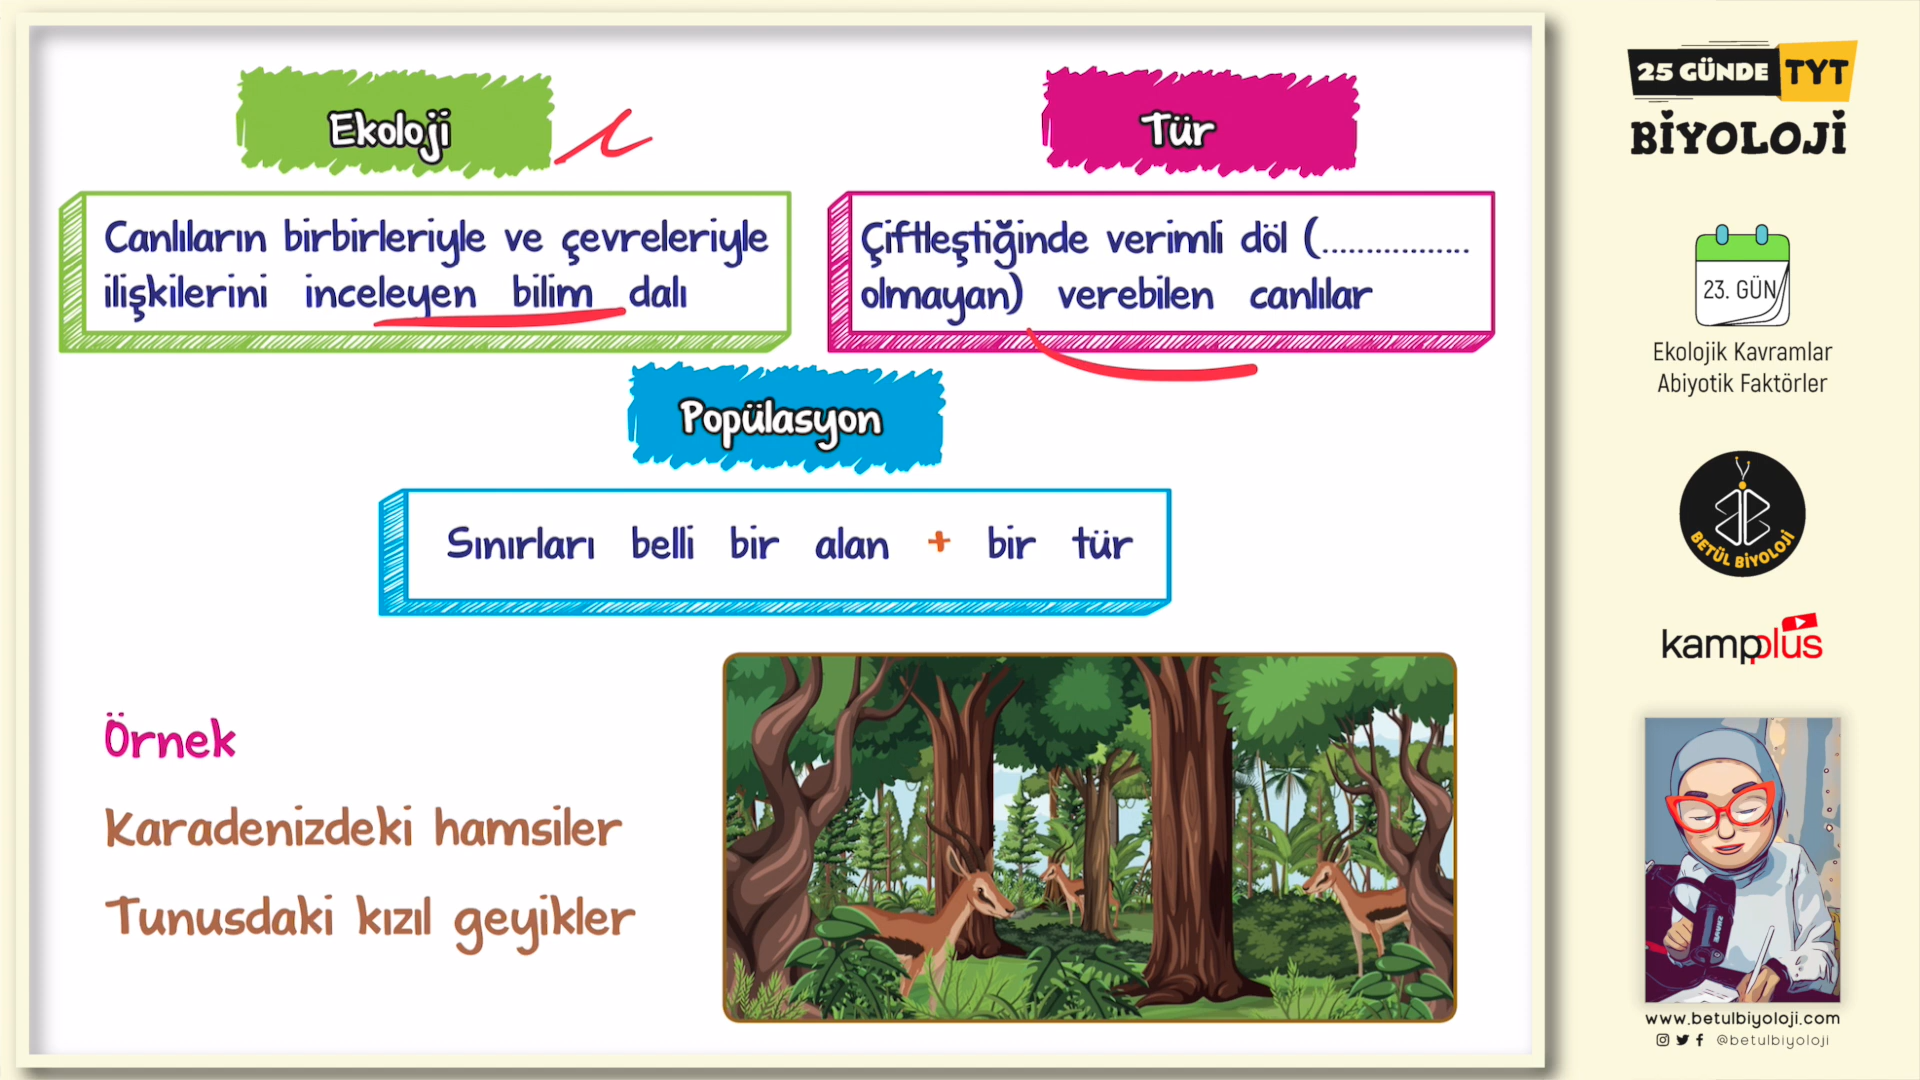 Ekoloji
Canlıların birbirleriyle ve çevreleriyle
ilişkilerini inceleyen bilim dalı
Tür
Çiftleştiğinde verimli döl (.................
olmayan) verebilen canlılar
Popülasyon
Sınırları belli bir alan + bir tür
Örnek
Karadenizdeki hamsiler
Tunusdaki kızıl geyikler
25 GÜNDE TYT
BİYOLOJİ
23. GÜN
Ekolojik Kavramlar
Abiyotik Faktörler
BETÜL BİYOLOJİ
kampplus
www.betulbiyoloji.com
@betulbiyoloji